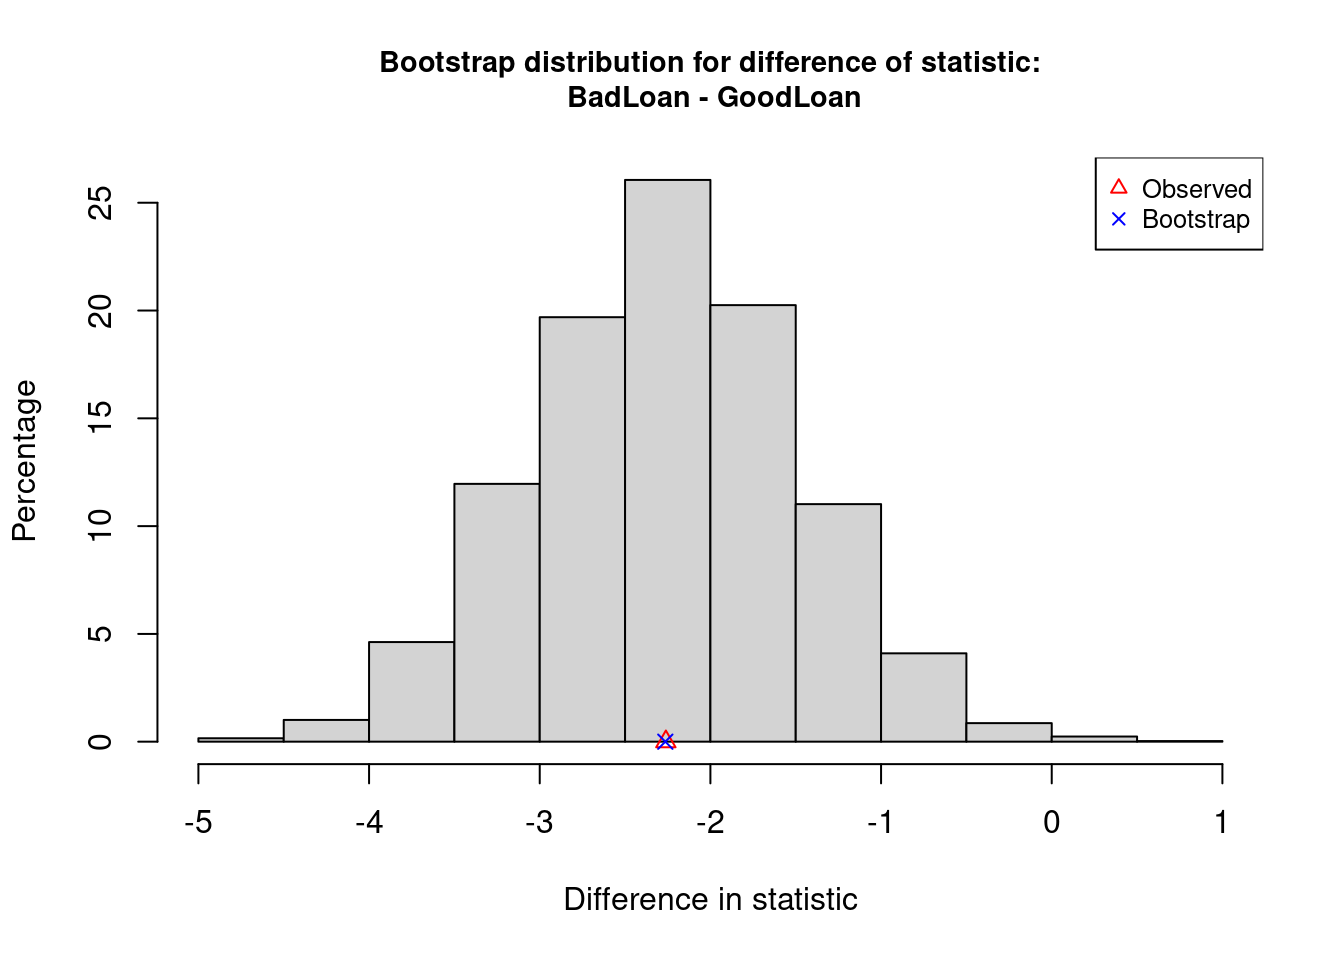 Bootstrap distribution for difference of statistic:
BadLoan - GoodLoan
Observed
Bootstrap
Percentage
25
20
15
10
5
0
-5 -4 -3 -2 -1 0 1
Difference in statistic